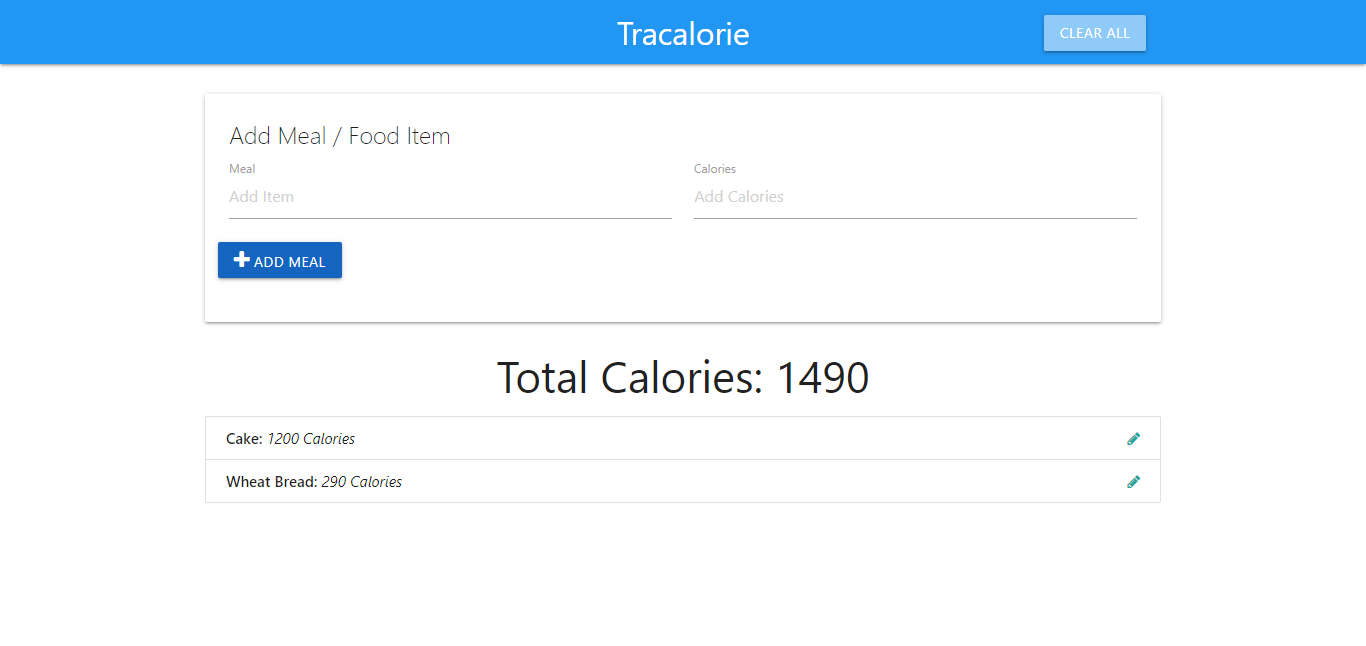 Tracalorie
CLEAR ALL
Add Meal / Food Item
Meal
Calories
Add Item
Add Calories
ADD MEAL
Total Calories: 1490
Cake: 1200 Calories
Wheat Bread: 290 Calories